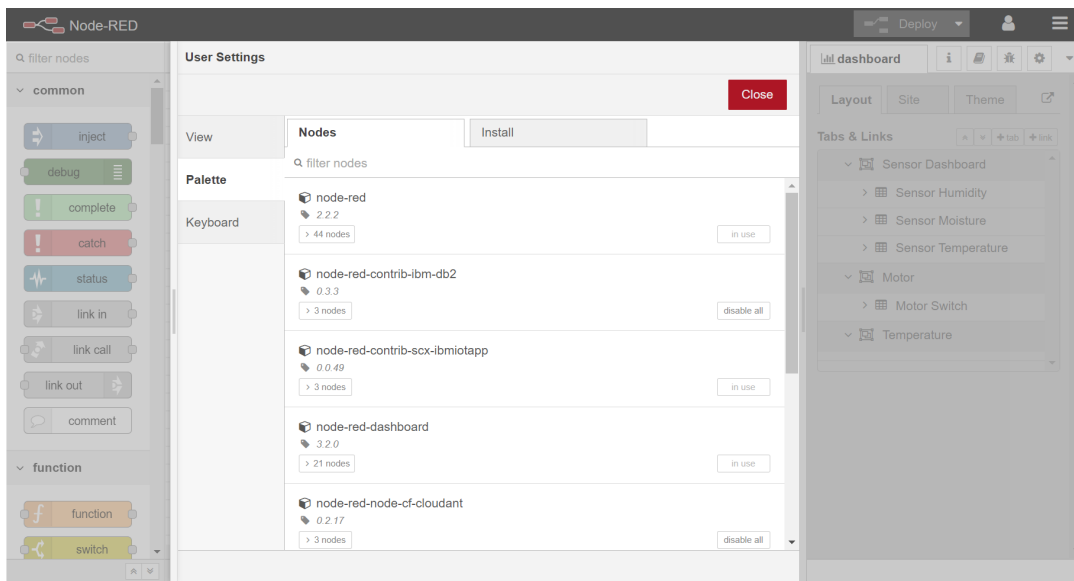 Node-RED
Deploy
filter nodes
common
inject
debug
complete
catch
status
link in
link call
link out
comment
function
function
switch
User Settings
Close
View
Palette
Keyboard
Nodes
Install
filter nodes
node-red
2.2.2
> 44 nodes
in use
node-red-contrib-ibm-db2
0.3.3
> 3 nodes
disable all
node-red-contrib-scx-ibmiotapp
0.0.49
> 3 nodes
in use
node-red-dashboard
3.2.0
> 21 nodes
in use
node-red-node-cf-cloudant
0.2.17
> 3 nodes
disable all
dashboard
i
Layout
Site
Theme
Tabs & Links
+tab
+link
Sensor Dashboard
Sensor Humidity
Sensor Moisture
Sensor Temperature
Motor
Motor Switch
Temperature